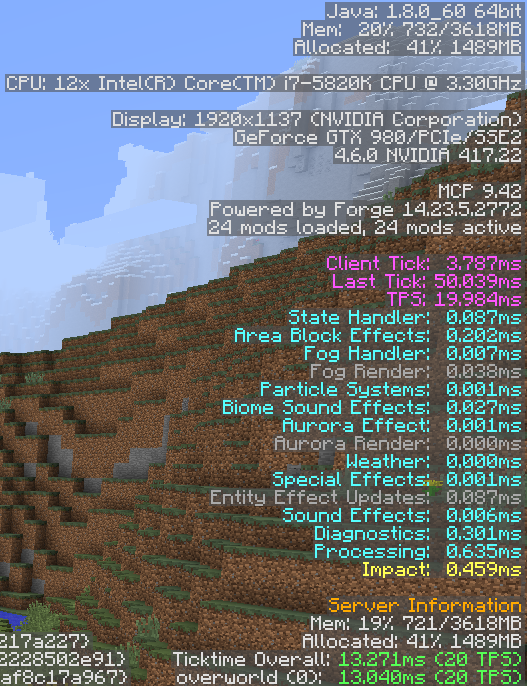 Java: 1.8.0_60 64bit
Mem: 20% 732/3618MB
Allocated: 41% 1489MB
CPU: 12x Intel(R) Core(TM) i7-5820K CPU @ 3.30GHz
Display: 1920x1137 (NVIDIA Corporation)
GeForce GTX 980/PCIe/SSE2
4.6.0 NVIDIA 417.22
MCP 9.42
Powered by Forge 14.23.5.2772
24 mods loaded, 24 mods active
Client Tick: 3.787ms
Last Tick: 50.039ms
TPS: 19.984ms
State Handler: 0.087ms
Area Block Effects: 0.202ms
Fog Handler: 0.007ms
Fog Render: 0.038ms
Particle Systems: 0.001ms
Biome Sound Effects: 0.027ms
Aurora Effect: 0.001ms
Aurora Render: 0.000ms
Weather: 0.000ms
Special Effects: 0.001ms
Entity Effect Updates: 0.087ms
Sound Effects: 0.006ms
Diagnostics: 0.301ms
Processing: 0.635ms
Impact: 0.459ms
Server Information
Mem: 19% 721/3618MB
217a227} Allocated: 41% 1489MB
2228502e91} Ticktime Overall: 13.271ms (20 TPS)
af8c17a967} overworld (0): 13.040ms (20 TPS)